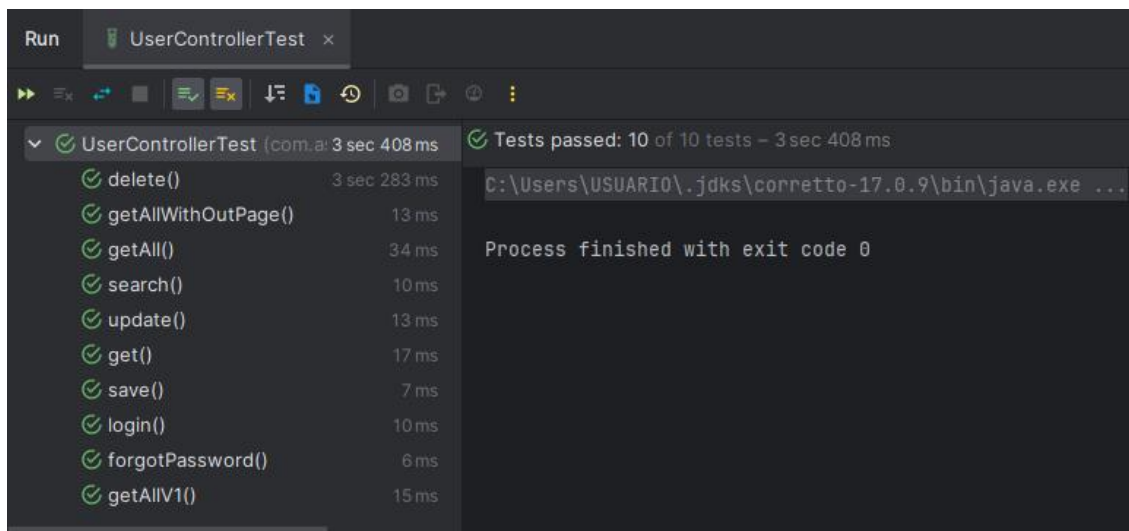 Run UserControllerTest ×
UserControllerTest (com.a: 3 sec 408 ms
delete() 3 sec 283 ms
getAllWithOutPage() 13 ms
getAll() 34 ms
search() 10 ms
update() 13 ms
get() 17 ms
save() 7 ms
login() 10 ms
forgotPassword() 6 ms
getAllV1() 15 ms
Tests passed: 10 of 10 tests – 3 sec 408 ms
C:\Users\USUARIO\.jdks\corretto-17.0.9\bin\java.exe ...
Process finished with exit code 0